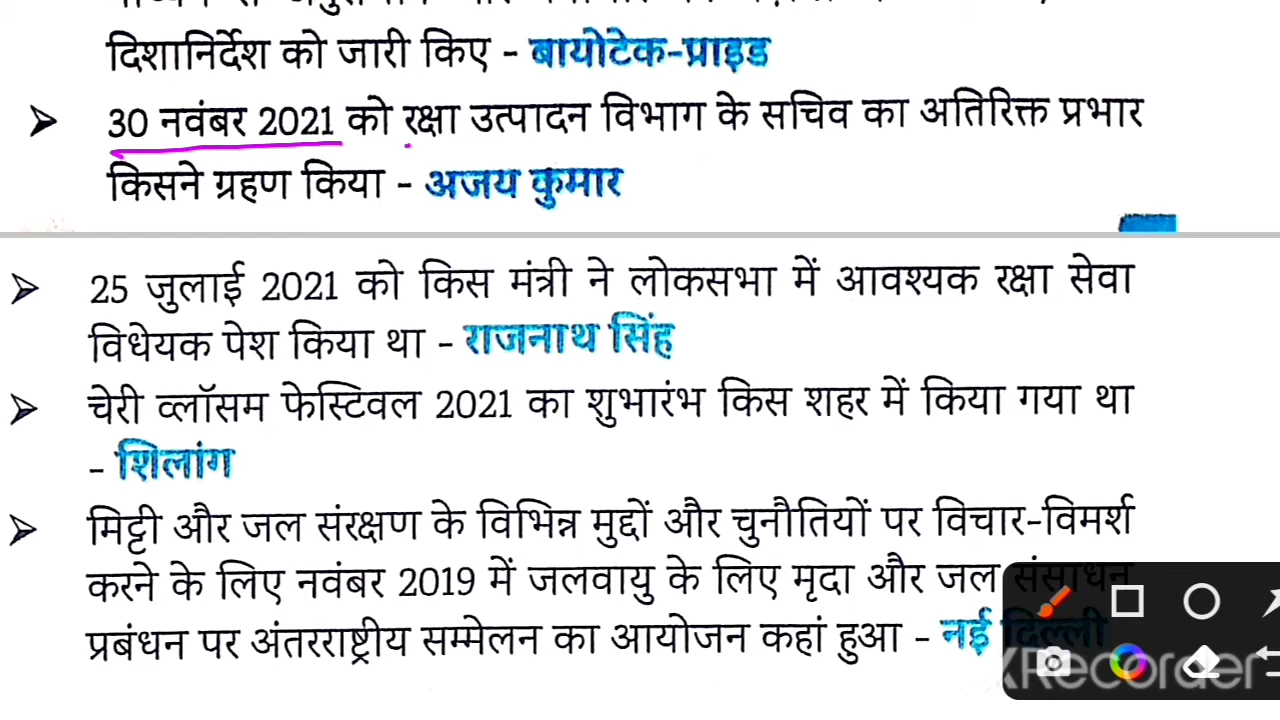 दिशानिर्देश को जारी किए - बायोटेक-प्राइड
➤ 30 नवंबर 2021 को रक्षा उत्पादन विभाग के सचिव का अतिरिक्त प्रभार
किसने ग्रहण किया - अजय कुमार
➤ 25 जुलाई 2021 को किस मंत्री ने लोकसभा में आवश्यक रक्षा सेवा
विधेयक पेश किया था - राजनाथ सिंह
➤ चेरी व्लॉसम फेस्टिवल 2021 का शुभारंभ किस शहर में किया गया था
- शिलांग
➤ मिट्टी और जल संरक्षण के विभिन्न मुद्दों और चुनौतियों पर विचार-विमर्श
करने के लिए नवंबर 2019 में जलवायु के लिए मृदा और जल संसाधन
प्रबंधन पर अंतरराष्ट्रीय सम्मेलन का आयोजन कहां हुआ - नई दिल्ली
XRecorder